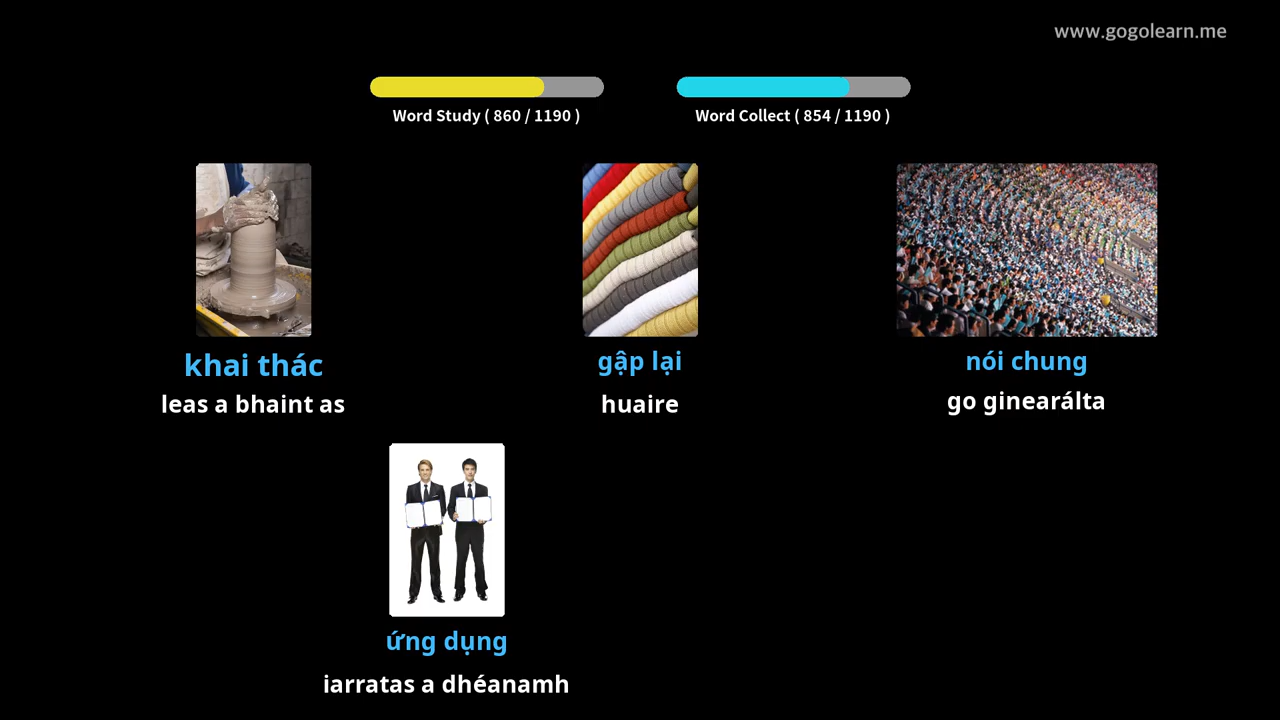 www.gogolearn.me
Word Study ( 860 / 1190 )
Word Collect ( 854 / 1190 )
khai thác
leas a bhaint as
gập lại
huaire
nói chung
go ginearálta
ứng dụng
iarratas a dhéanamh